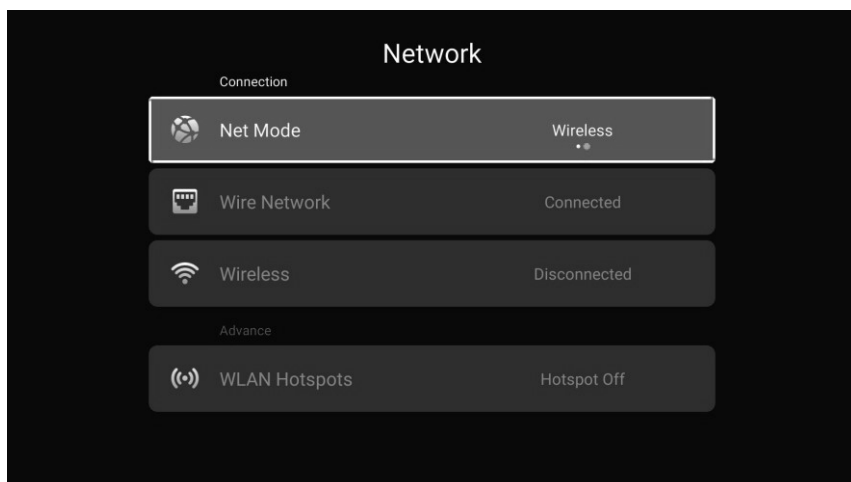 Network
Connection
Net Mode Wireless
Wire Network Connected
Wireless Disconnected
Advance
WLAN Hotspots Hotspot Off